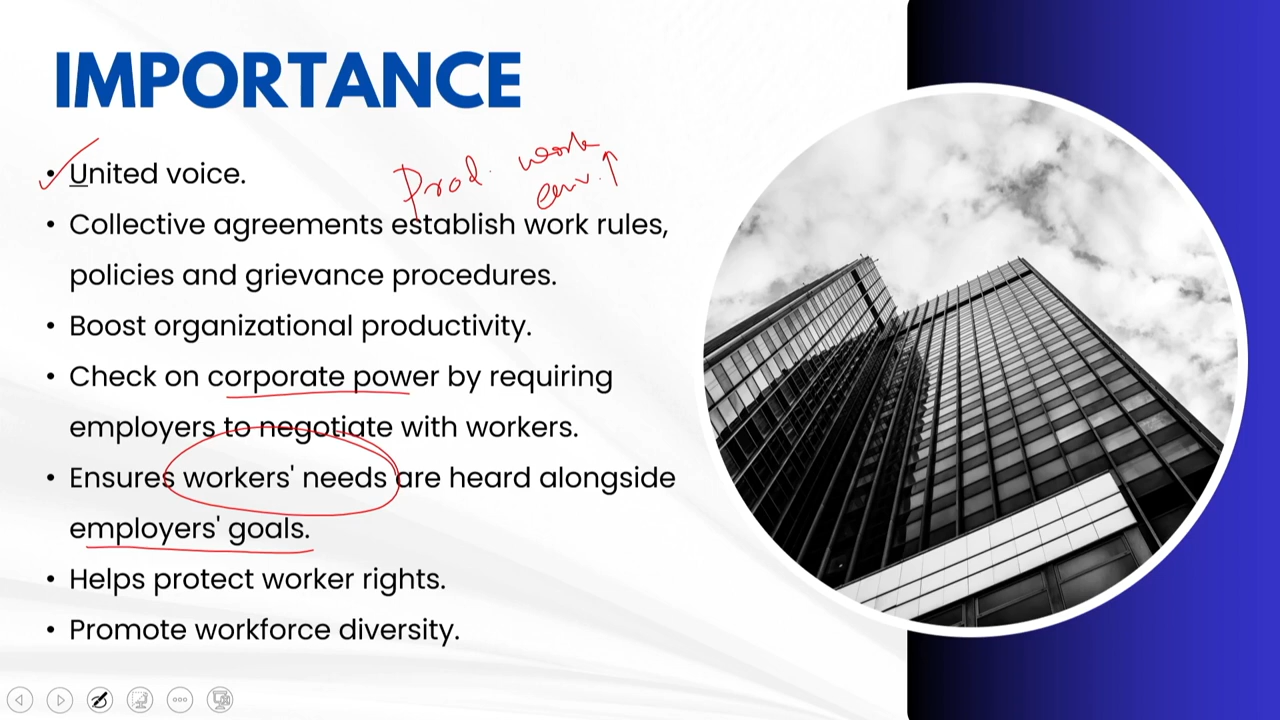 IMPORTANCE
• United voice.
Prod. work
env. ↑
• Collective agreements establish work rules,
policies and grievance procedures.
• Boost organizational productivity.
• Check on corporate power by requiring
employers to negotiate with workers.
• Ensures workers' needs are heard alongside
employers' goals.
• Helps protect worker rights.
• Promote workforce diversity.